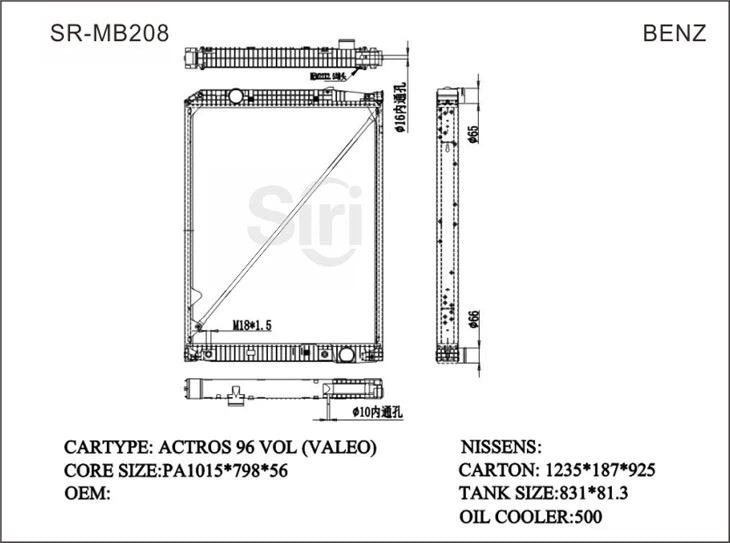 SR-MB208
BENZ
φ16内通孔
φ65
Siri
M18*1.5
φ66
φ10内通孔
CARTYPE: ACTROS 96 VOL (VALEO)
CORE SIZE:PA1015*798*56
OEM:
NISSENS:
CARTON: 1235*187*925
TANK SIZE:831*81.3
OIL COOLER:500